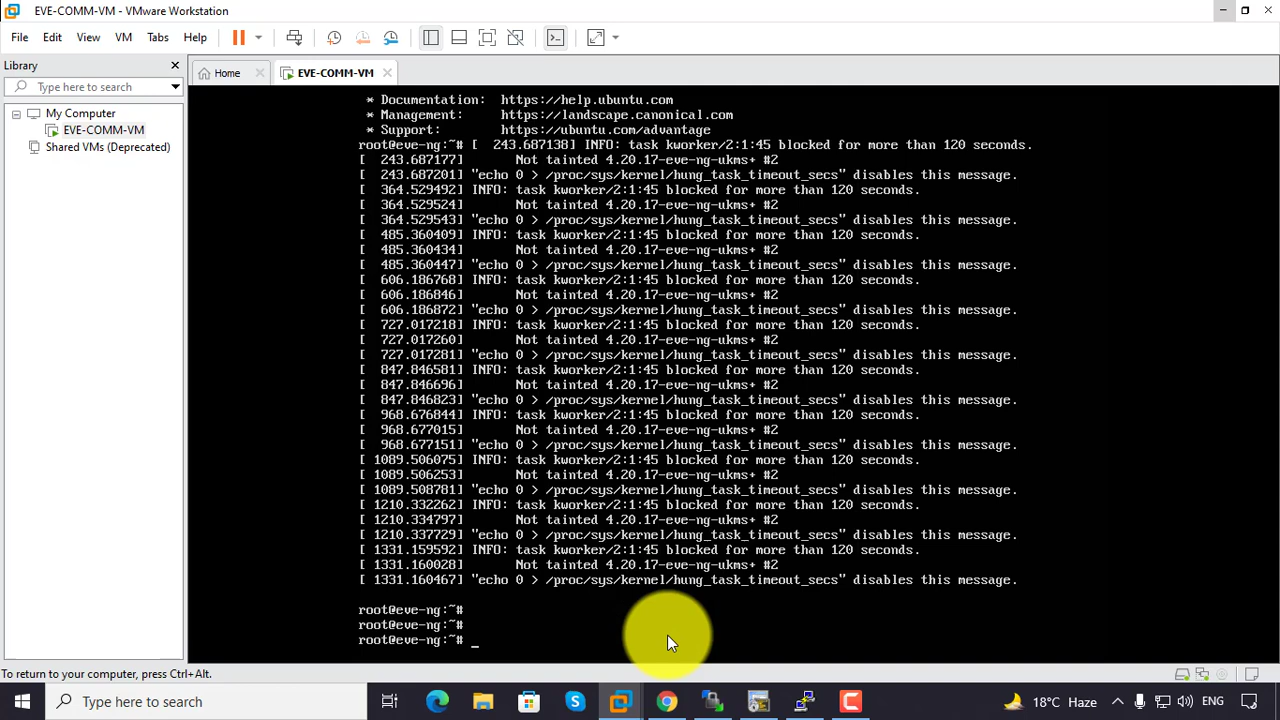 EVE-COMM-VM - VMware Workstation
File Edit View VM Tabs Help
Library
Type here to search
My Computer
EVE-COMM-VM
Shared VMs (Deprecated)
Home
EVE-COMM-VM
* Documentation:  https://help.ubuntu.com
* Management:     https://landscape.canonical.com
* Support:        https://ubuntu.com/advantage
root@eve-ng:~# [  243.687138] INFO: task kworker/2:1:45 blocked for more than 120 seconds.
[  243.687177]       Not tainted 4.20.17-eve-ng-ukms+ #2
[  243.687201] "echo 0 > /proc/sys/kernel/hung_task_timeout_secs" disables this message.
[  364.529492] INFO: task kworker/2:1:45 blocked for more than 120 seconds.
[  364.529524]       Not tainted 4.20.17-eve-ng-ukms+ #2
[  364.529543] "echo 0 > /proc/sys/kernel/hung_task_timeout_secs" disables this message.
[  485.360409] INFO: task kworker/2:1:45 blocked for more than 120 seconds.
[  485.360434]       Not tainted 4.20.17-eve-ng-ukms+ #2
[  485.360447] "echo 0 > /proc/sys/kernel/hung_task_timeout_secs" disables this message.
[  606.186768] INFO: task kworker/2:1:45 blocked for more than 120 seconds.
[  606.186846]       Not tainted 4.20.17-eve-ng-ukms+ #2
[  606.186872] "echo 0 > /proc/sys/kernel/hung_task_timeout_secs" disables this message.
[  727.017218] INFO: task kworker/2:1:45 blocked for more than 120 seconds.
[  727.017260]       Not tainted 4.20.17-eve-ng-ukms+ #2
[  727.017281] "echo 0 > /proc/sys/kernel/hung_task_timeout_secs" disables this message.
[  847.846581] INFO: task kworker/2:1:45 blocked for more than 120 seconds.
[  847.846696]       Not tainted 4.20.17-eve-ng-ukms+ #2
[  847.846823] "echo 0 > /proc/sys/kernel/hung_task_timeout_secs" disables this message.
[  968.676844] INFO: task kworker/2:1:45 blocked for more than 120 seconds.
[  968.677015]       Not tainted 4.20.17-eve-ng-ukms+ #2
[  968.677151] "echo 0 > /proc/sys/kernel/hung_task_timeout_secs" disables this message.
[ 1089.506075] INFO: task kworker/2:1:45 blocked for more than 120 seconds.
[ 1089.506253]       Not tainted 4.20.17-eve-ng-ukms+ #2
[ 1089.508781] "echo 0 > /proc/sys/kernel/hung_task_timeout_secs" disables this message.
[ 1210.332262] INFO: task kworker/2:1:45 blocked for more than 120 seconds.
[ 1210.334797]       Not tainted 4.20.17-eve-ng-ukms+ #2
[ 1210.337729] "echo 0 > /proc/sys/kernel/hung_task_timeout_secs" disables this message.
[ 1331.159592] INFO: task kworker/2:1:45 blocked for more than 120 seconds.
[ 1331.160028]       Not tainted 4.20.17-eve-ng-ukms+ #2
[ 1331.160467] "echo 0 > /proc/sys/kernel/hung_task_timeout_secs" disables this message.
root@eve-ng:~#
root@eve-ng:~#
root@eve-ng:~# _
To return to your computer, press Ctrl+Alt.
Type here to search
18°C Haze
ENG